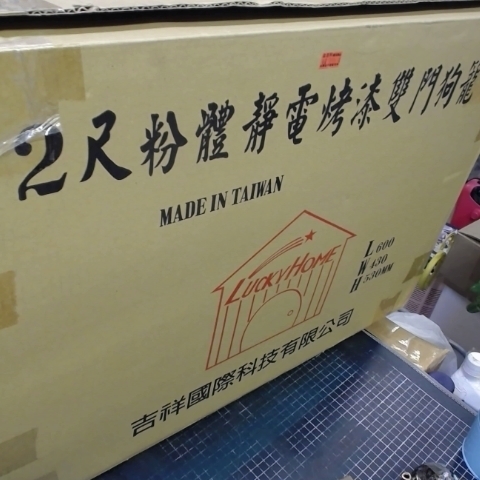 2尺粉體靜電烤漆雙門狗籠
MADE IN TAIWAN
LUCKY HOME
L 600
W 430
H 530MM
吉祥國際科技有限公司